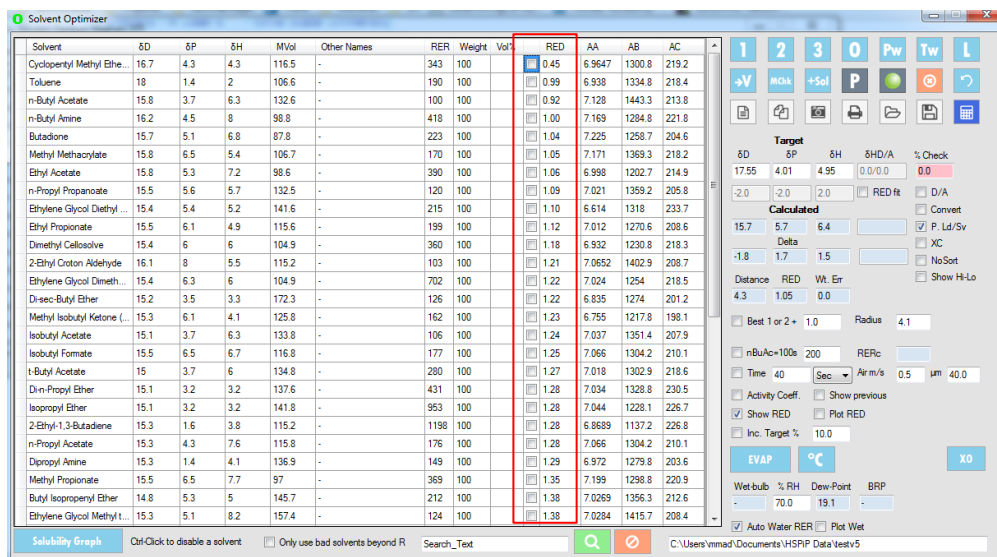 Solvent Optimizer
Solvent δD δP δH MVol Other Names RER Weight Vol% RED AA AB AC
Cyclopentyl Methyl Ethe... 16.7 4.3 4.3 116.5 - 343 100 0.45 6.9647 1300.8 219.2
Toluene 18 1.4 2 106.6 - 190 100 0.99 6.938 1334.8 218.4
n-Butyl Acetate 15.8 3.7 6.3 132.6 - 100 100 0.92 7.128 1443.3 213.8
n-Butyl Amine 16.2 4.5 8 98.8 - 418 100 1.00 7.169 1284.8 221.8
Butadione 15.7 5.1 6.8 87.8 - 223 100 1.04 7.225 1258.7 204.6
Methyl Methacrylate 15.8 6.5 5.4 106.7 - 170 100 1.05 7.171 1369.3 218.2
Ethyl Acetate 15.8 5.3 7.2 98.6 - 390 100 1.06 6.998 1202.7 214.9
n-Propyl Propanoate 15.5 5.6 5.7 132.5 - 120 100 1.09 7.021 1359.2 205.8
Ethylene Glycol Diethyl ... 15.4 5.4 5.2 141.6 - 215 100 1.10 6.614 1318 233.7
Ethyl Propionate 15.5 6.1 4.9 115.6 - 199 100 1.12 7.012 1270.6 208.6
Dimethyl Cellosolve 15.4 6 6 104.9 - 360 100 1.18 6.932 1230.8 218.3
2-Ethyl Croton Aldehyde 16.1 8 5.5 115.2 - 103 100 1.21 7.0652 1402.9 208.7
Ethylene Glycol Dimeth... 15.4 6.3 6 104.9 - 702 100 1.22 7.024 1254 218.5
Di-sec-Butyl Ether 15.2 3.5 3.3 172.3 - 126 100 1.22 6.835 1274 201.2
Methyl Isobutyl Ketone (... 15.3 6.1 4.1 125.8 - 162 100 1.23 6.755 1217.8 198.1
Isobutyl Acetate 15.1 3.7 6.3 133.8 - 106 100 1.24 7.037 1351.4 207.9
Isobutyl Formate 15.5 6.5 6.7 116.8 - 177 100 1.25 7.066 1304.2 210.1
t-Butyl Acetate 15 3.7 6 134.8 - 280 100 1.27 7.018 1302.9 218.6
Di-n-Propyl Ether 15.1 3.2 3.2 137.6 - 431 100 1.28 7.034 1328.8 230.5
Isopropyl Ether 15.1 3.2 3.2 141.8 - 953 100 1.28 7.044 1228.1 226.7
2-Ethyl-1,3-Butadiene 15.3 1.6 3.8 115.2 - 1198 100 1.28 6.8689 1137.2 226.8
n-Propyl Acetate 15.3 4.3 7.6 115.8 - 176 100 1.28 7.066 1304.2 210.1
Dipropyl Amine 15.3 1.4 4.1 136.9 - 149 100 1.29 6.972 1279.8 203.6
Methyl Propionate 15.5 6.5 7.7 97 - 369 100 1.35 7.199 1298.8 220.9
Butyl Isopropenyl Ether 14.8 5.3 5 145.7 - 212 100 1.38 7.0269 1356.3 212.6
Ethylene Glycol Methyl t... 15.3 5.1 8.2 157.4 - 124 100 1.38 7.0284 1415.7 208.4
Solubility Graph Ctrl-Click to disable a solvent Only use bad solvents beyond R Search_Text C:\Users\mmad\Documents\HSPiP Data\testv5
1 2 3 0 Pw Tw L
→V MChk +Sol P
Target
δD δP δH δHD/A % Check
17.55 4.01 4.95 0.0/0.0 0.0
-2.0 -2.0 2.0 RED fit D/A
Calculated Convert
15.7 5.7 6.4 P. Ld/Sv
Delta XC
-1.8 1.7 1.5 NoSort
Distance RED Wt. Err Show Hi-Lo
4.3 1.05 0.0
Best 1 or 2 + 1.0 Radius 4.1
nBuAc=100s 200 RERc
Time 40 Sec Air m/s 0.5 µm 40.0
Activity Coeff. Show previous
Show RED Plot RED
Inc. Target % 10.0
EVAP °C X0
Wet-bulb % RH Dew-Point BRP
- 70.0 19.1 -
Auto Water RER Plot Wet